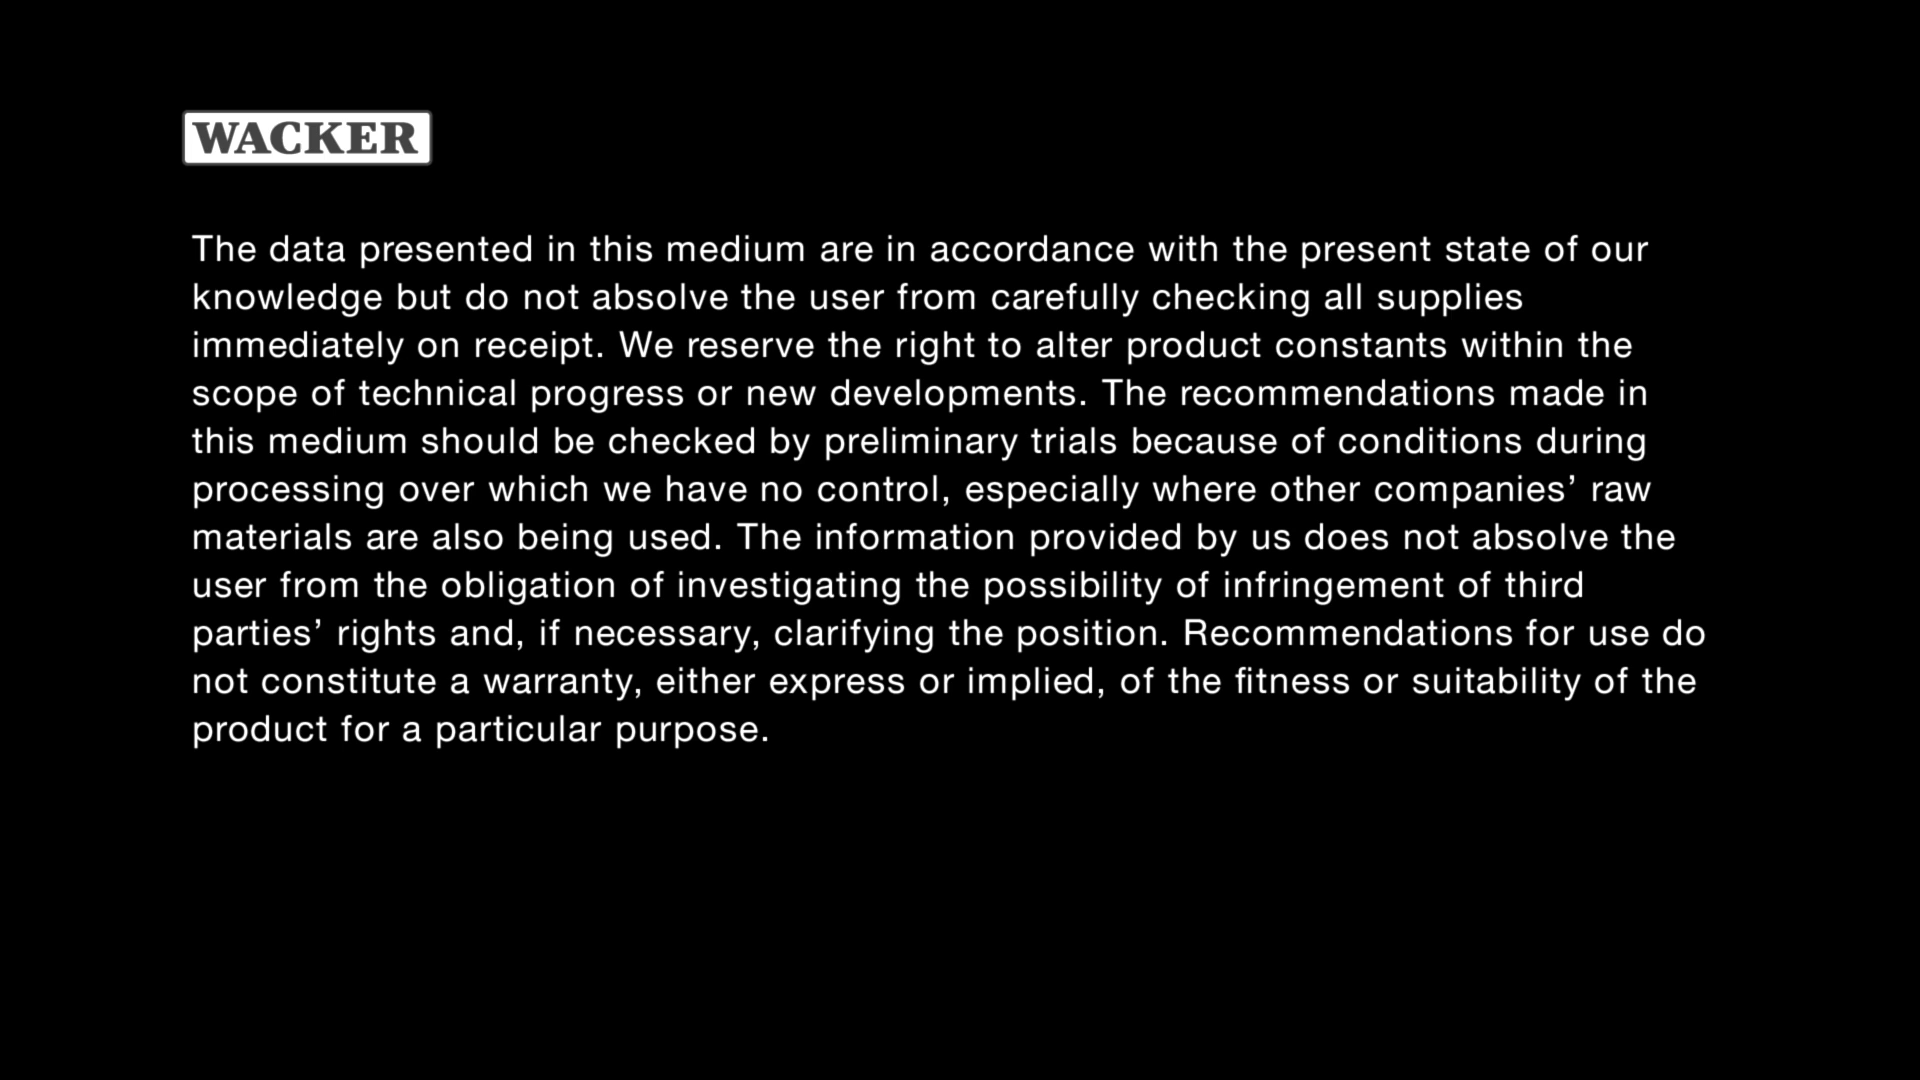 WACKER
The data presented in this medium are in accordance with the present state of our
knowledge but do not absolve the user from carefully checking all supplies
immediately on receipt. We reserve the right to alter product constants within the
scope of technical progress or new developments. The recommendations made in
this medium should be checked by preliminary trials because of conditions during
processing over which we have no control, especially where other companies’ raw
materials are also being used. The information provided by us does not absolve the
user from the obligation of investigating the possibility of infringement of third
parties’ rights and, if necessary, clarifying the position. Recommendations for use do
not constitute a warranty, either express or implied, of the fitness or suitability of the
product for a particular purpose.